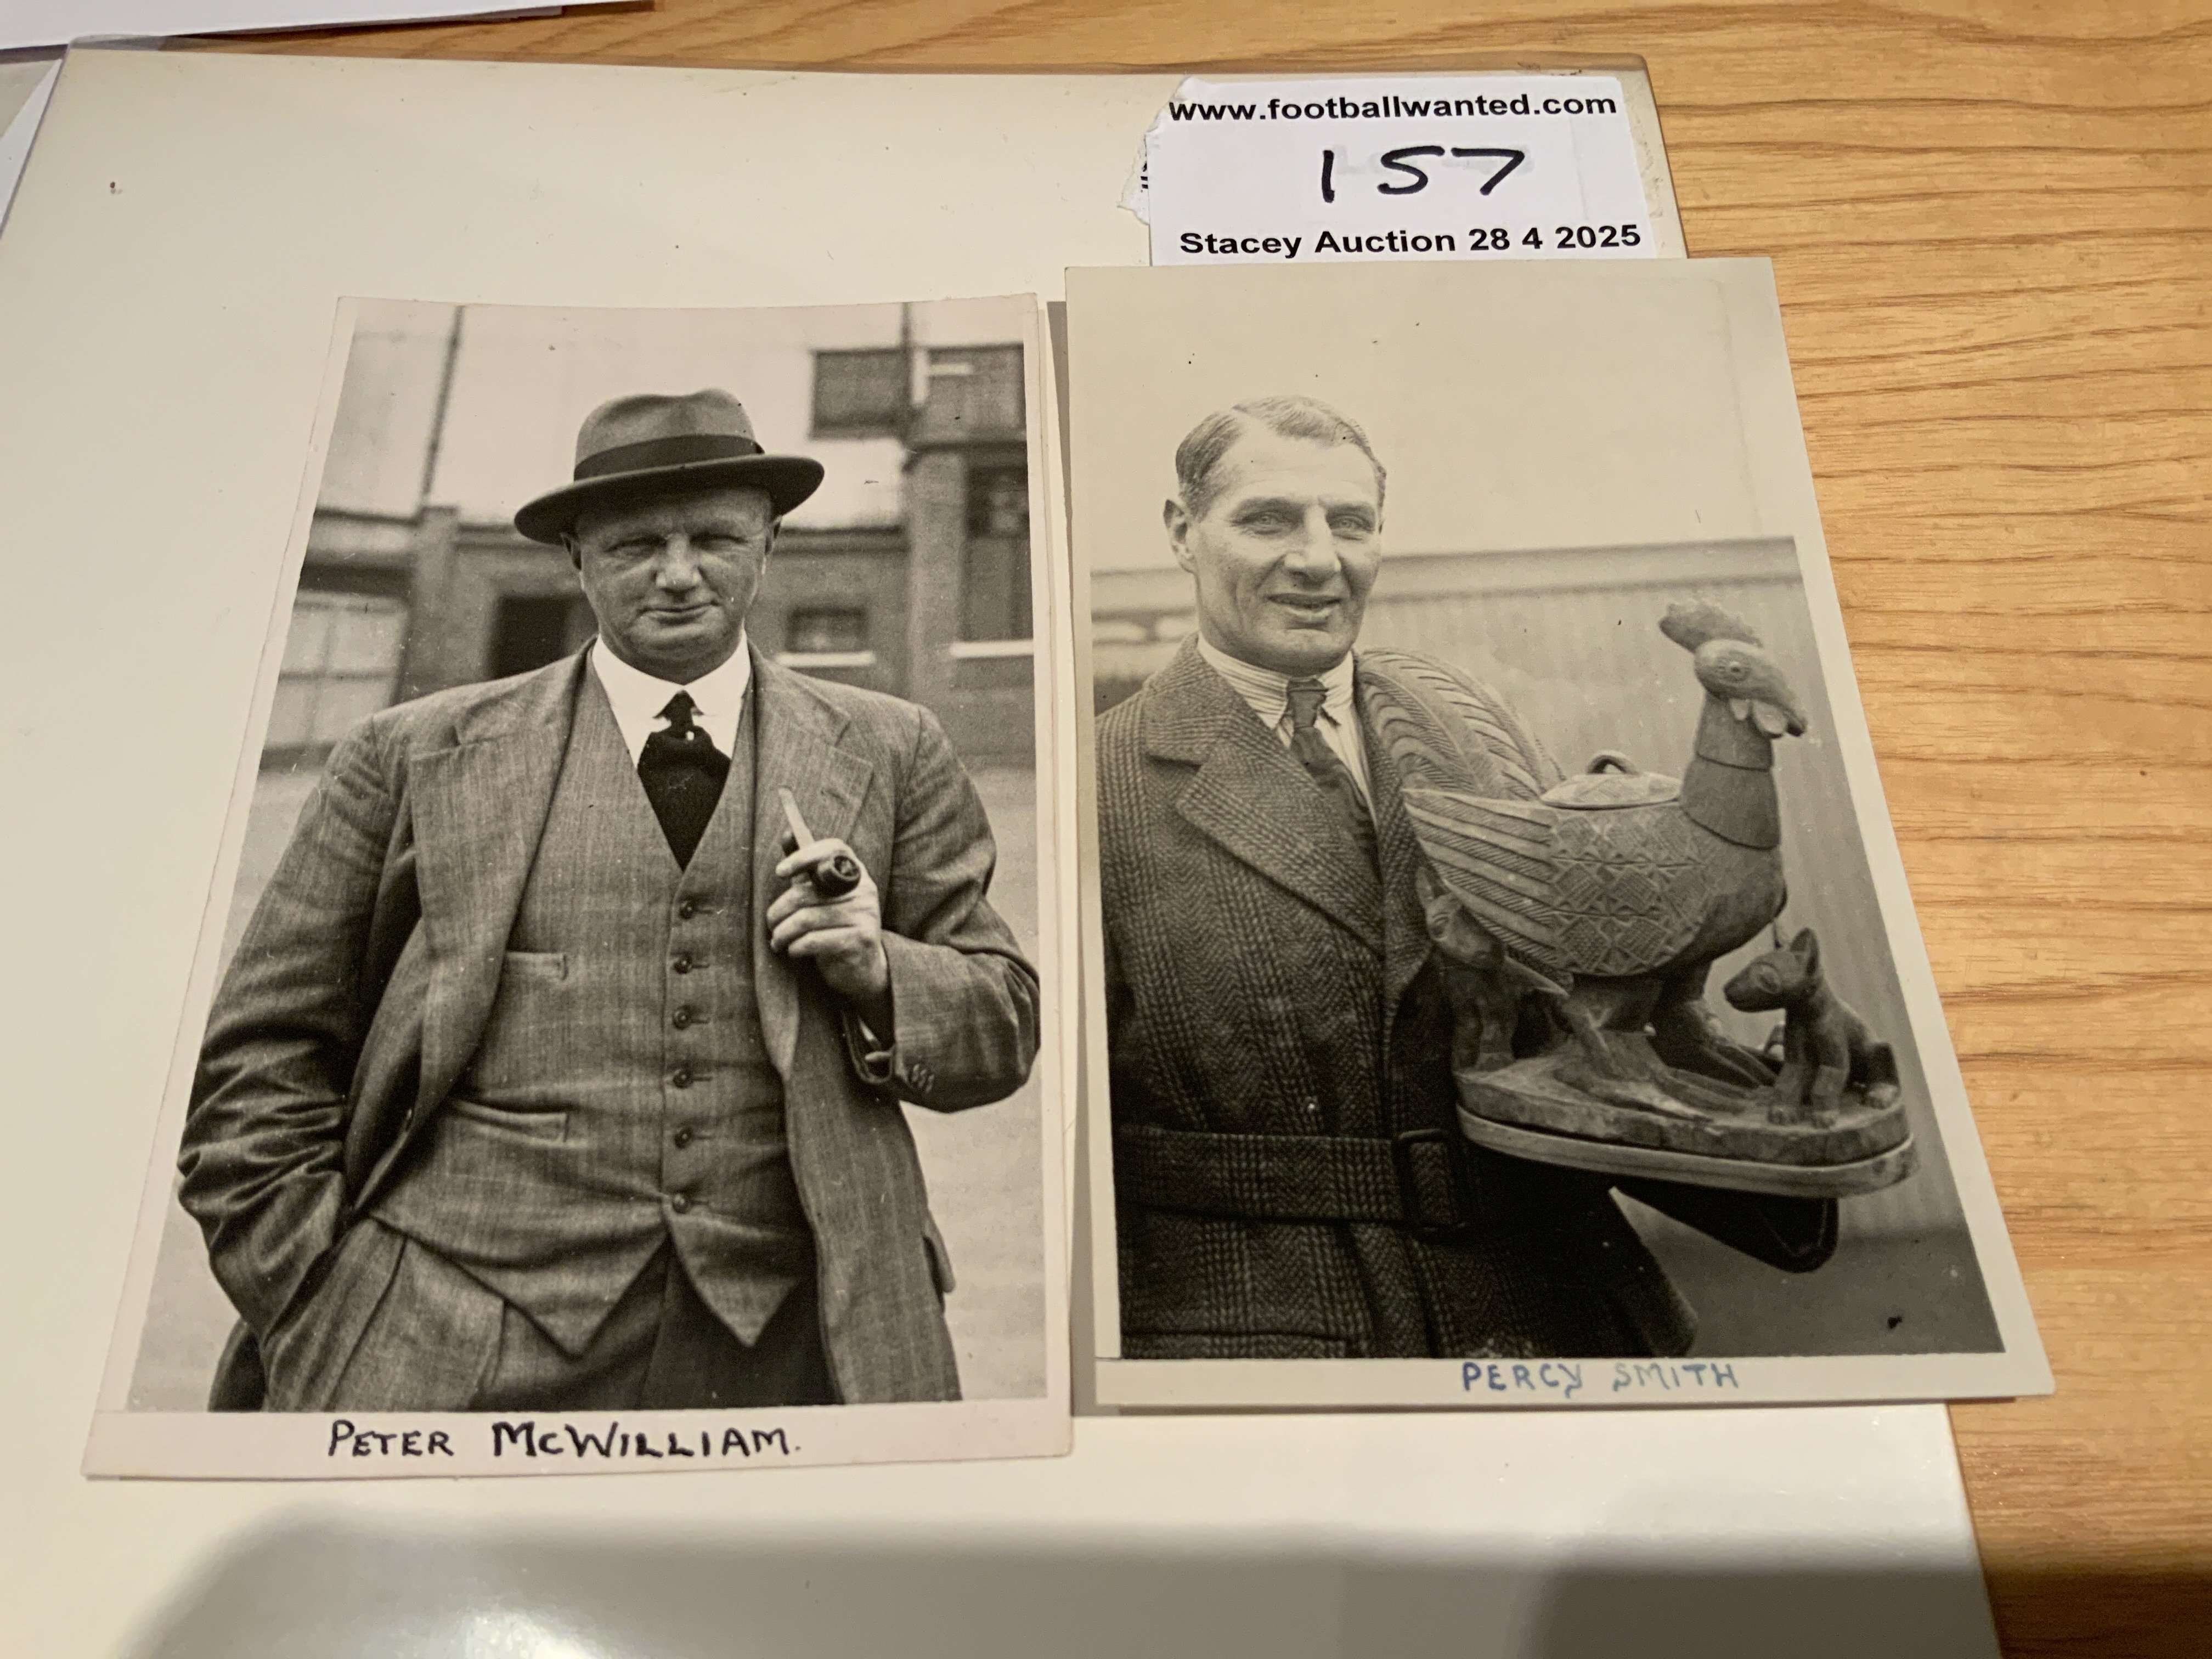 www.footballwanted.com
157
Stacey Auction 28 4 2025
PETER McWILLIAM.
PERCY SMITH